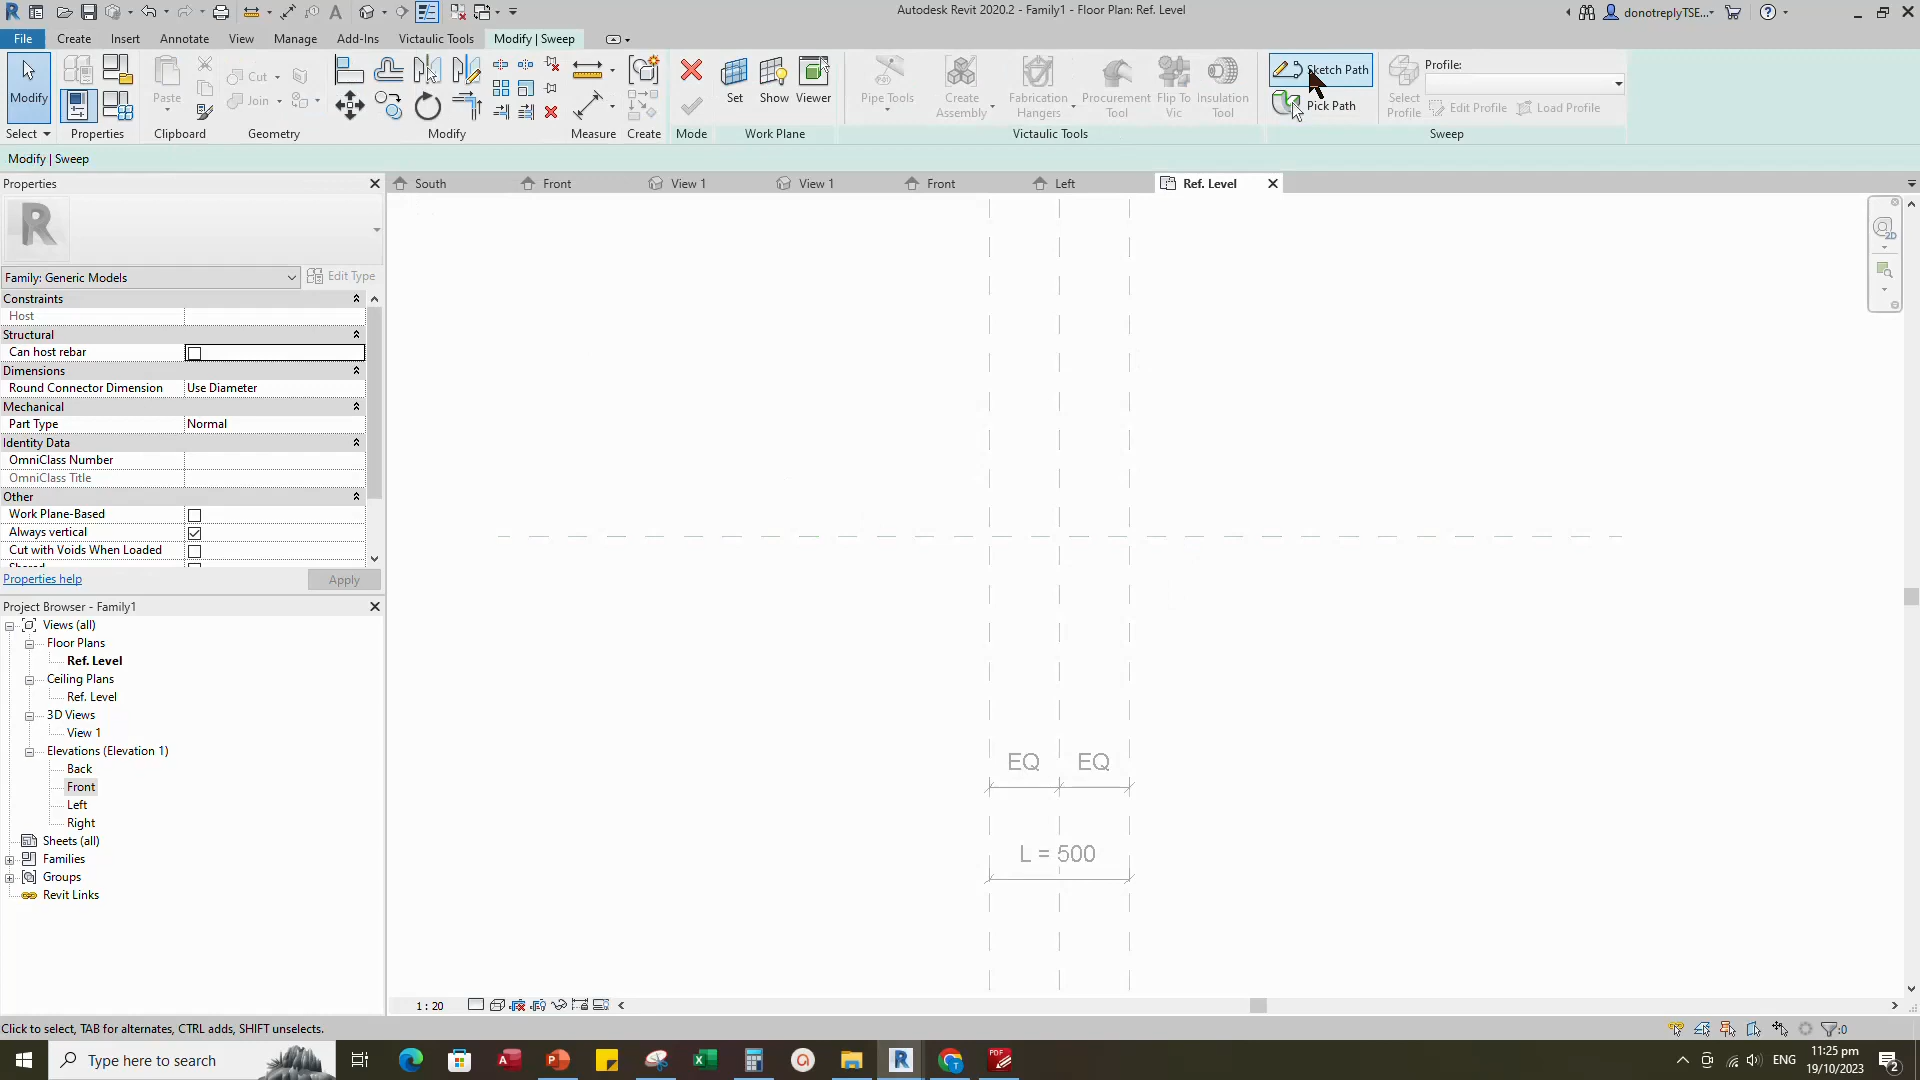 Autodesk Revit 2020.2 - Family1 - Floor Plan: Ref. Level
donotreplyTSE...
File Create Insert Annotate View Manage Add-Ins Victaulic Tools Modify | Sweep
Modify
Paste
Cut
Join
Set Show Viewer
Pipe Tools
Create Assembly
Fabrication Hangers
Procurement Tool
Flip To Vic
Insulation Tool
Sketch Path
Pick Path
Select Profile
Profile:
Edit Profile Load Profile
Select Properties Clipboard Geometry Modify Measure Create Mode Work Plane Victaulic Tools Sweep
Modify | Sweep
Properties
South Front View 1 View 1 Front Left Ref. Level
R
Family: Generic Models Edit Type
Constraints
Host
Structural
Can host rebar
Dimensions
Round Connector Dimension Use Diameter
Mechanical
Part Type Normal
Identity Data
OmniClass Number
OmniClass Title
Other
Work Plane-Based
Always vertical
Cut with Voids When Loaded
Shared
Properties help Apply
Project Browser - Family1
Views (all)
Floor Plans
Ref. Level
Ceiling Plans
Ref. Level
3D Views
View 1
Elevations (Elevation 1)
Back
Front
Left
Right
Sheets (all)
Families
Groups
Revit Links
EQ EQ
L = 500
1 : 20
Click to select, TAB for alternates, CTRL adds, SHIFT unselects.
:0
Type here to search
ENG
11:25 pm
19/10/2023
2